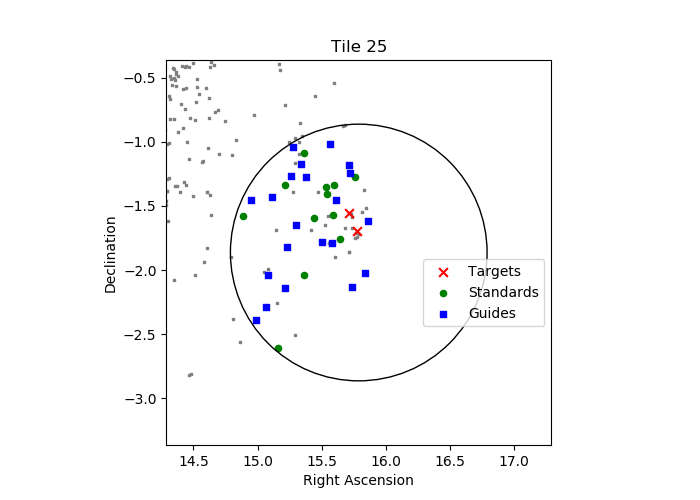 Tile 25
−0.5
−1.0
−1.5
−2.0
−2.5
−3.0
Declination
Targets
Standards
Guides
14.5 15.0 15.5 16.0 16.5 17.0
Right Ascension